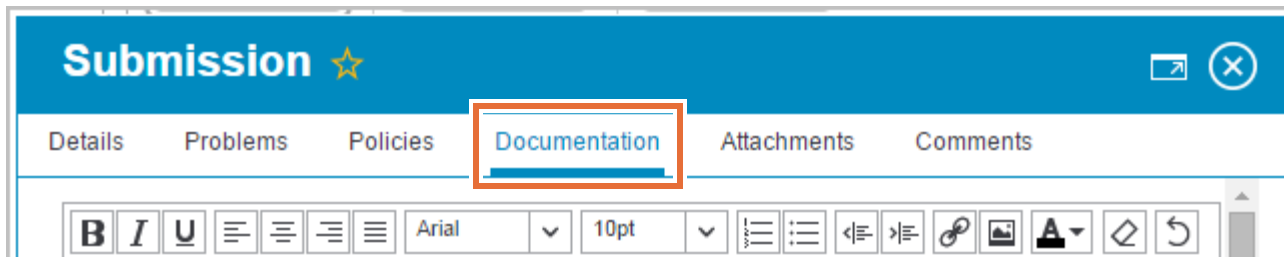 Submission
Details Problems Policies Documentation Attachments Comments
B I U Arial 10pt A